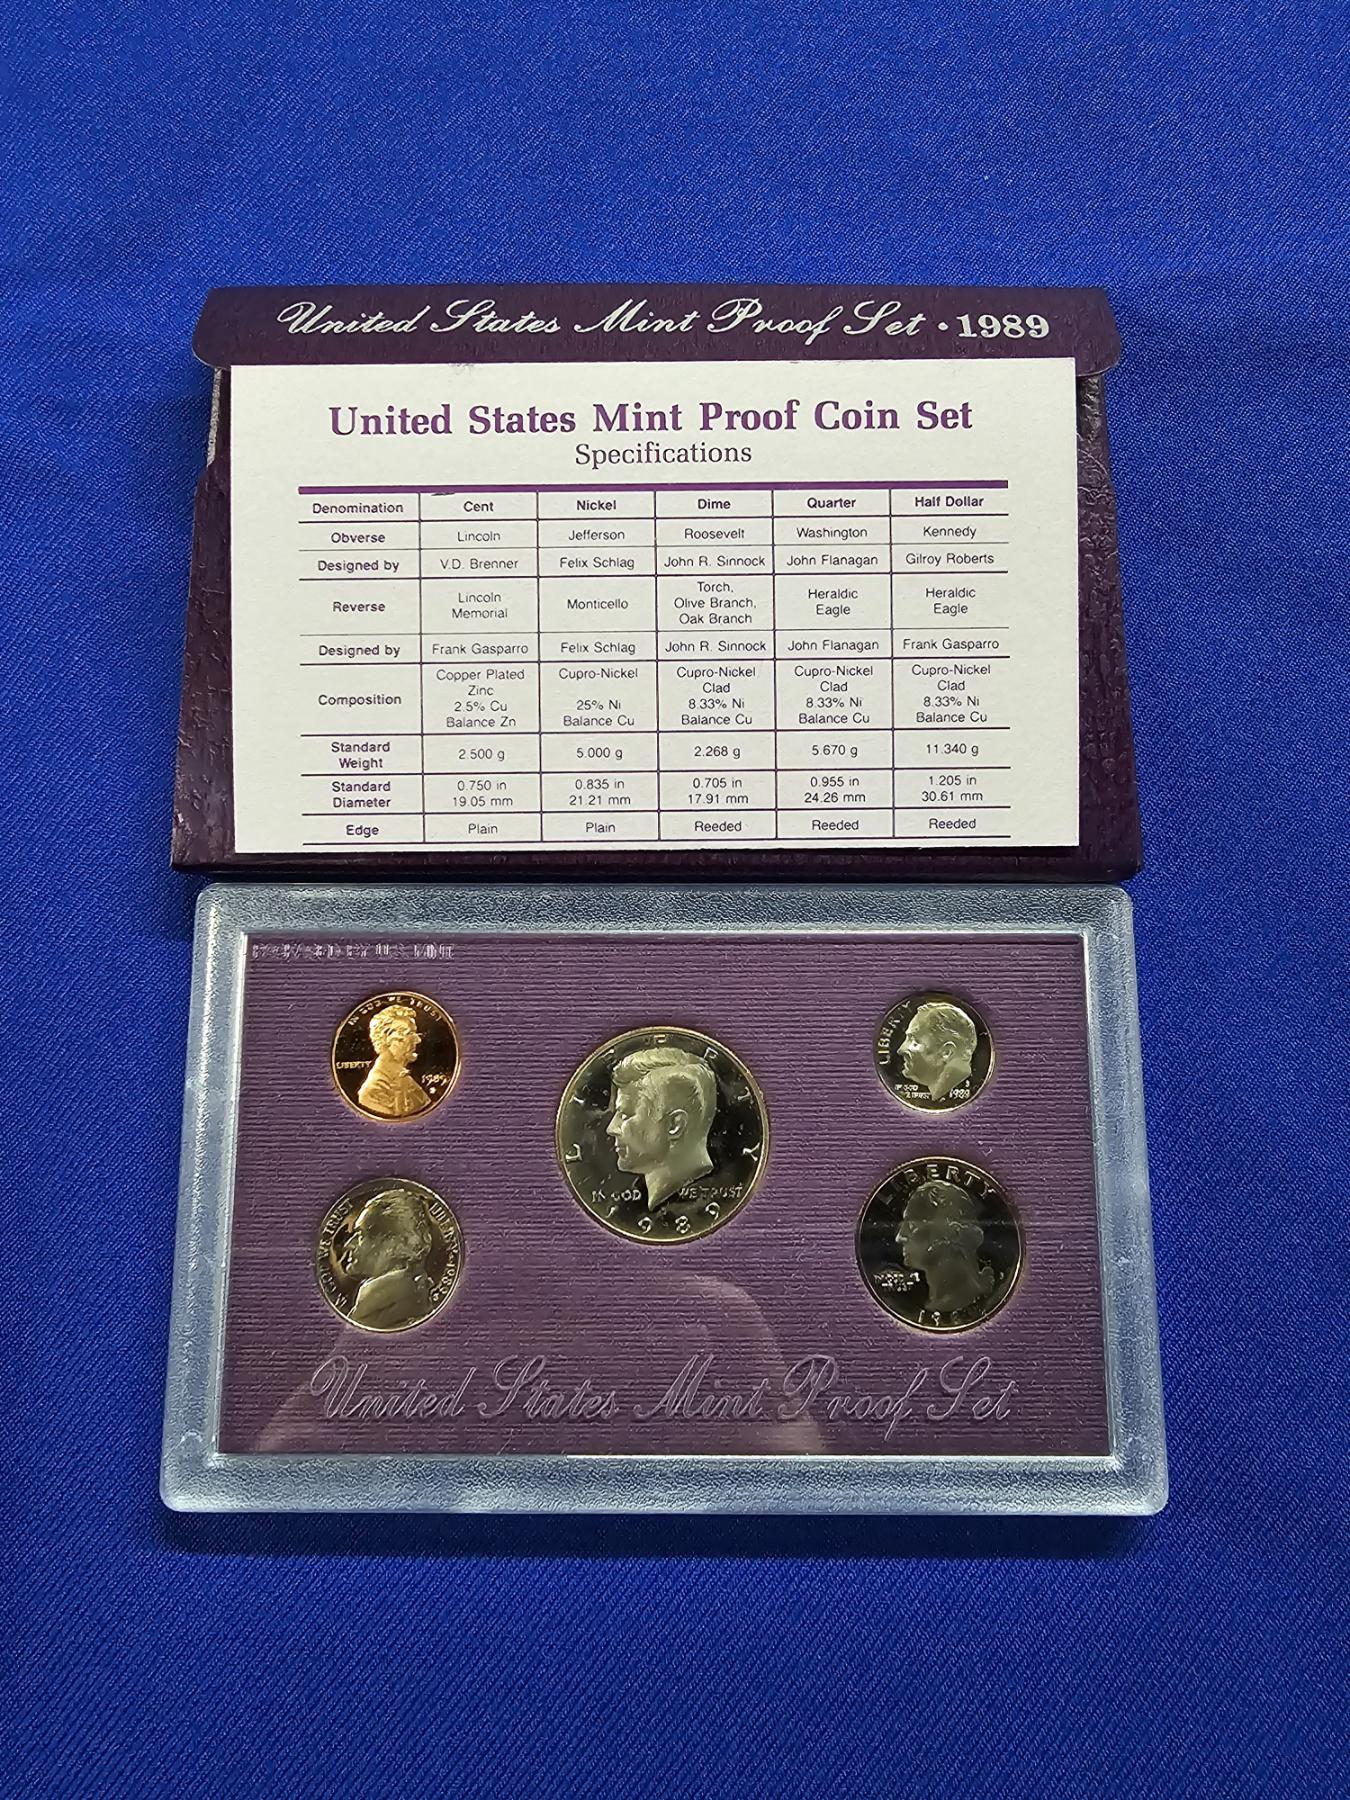 United States Mint Proof Set · 1989
United States Mint Proof Coin Set
Specifications
Denomination Cent Nickel Dime Quarter Half Dollar
Obverse Lincoln Jefferson Roosevelt Washington Kennedy
Designed by V.D. Brenner Felix Schlag John R. Sinnock John Flanagan Gilroy Roberts
Reverse Lincoln Memorial Monticello Torch, Olive Branch, Oak Branch Heraldic Eagle Heraldic Eagle
Designed by Frank Gasparro Felix Schlag John R. Sinnock John Flanagan Frank Gasparro
Composition Copper Plated Zinc 2.5% Cu Balance Zn Cupro-Nickel 25% Ni Balance Cu Cupro-Nickel Clad 8.33% Ni Balance Cu Cupro-Nickel Clad 8.33% Ni Balance Cu Cupro-Nickel Clad 8.33% Ni Balance Cu
Standard Weight 2.500 g 5.000 g 2.268 g 5.670 g 11.340 g
Standard Diameter 0.750 in 19.05 mm 0.835 in 21.21 mm 0.705 in 17.91 mm 0.955 in 24.26 mm 1.205 in 30.61 mm
Edge Plain Plain Reeded Reeded Reeded
IN GOD WE TRUST
LIBERTY 1989
LIBERTY
IN GOD WE TRUST
1989
LIBERTY
IN GOD
1989
WE TRUST
LIBERTY
United States Mint Proof Set